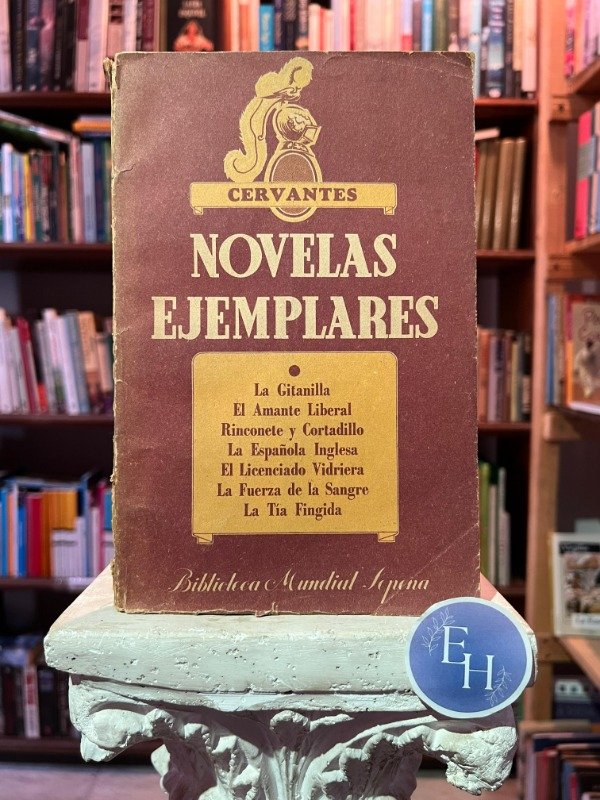 CERVANTES
NOVELAS
EJEMPLARES
La Gitanilla
El Amante Liberal
Rinconete y Cortadillo
La Española Inglesa
El Licenciado Vidriera
La Fuerza de la Sangre
La Tía Fingida
Biblioteca Mundial Sopena
EH